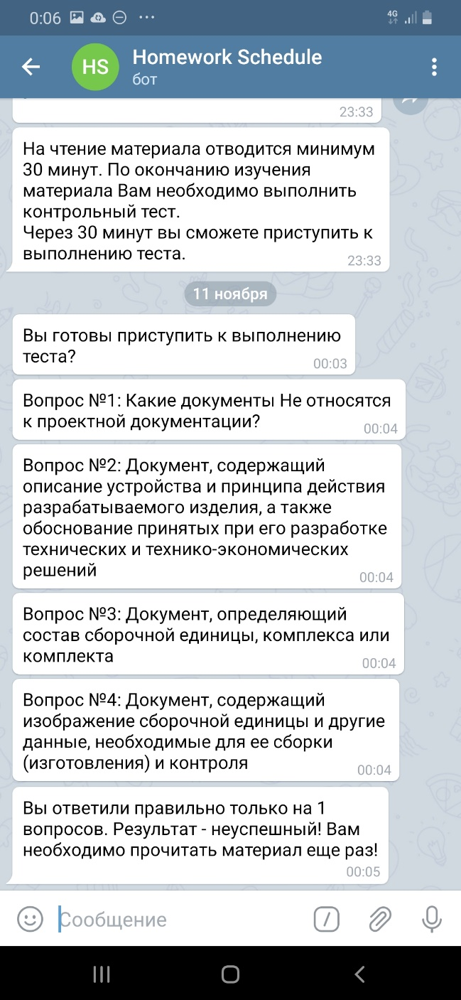 0:06
4G
HS
Homework Schedule
бот
23:33
На чтение материала отводится минимум
30 минут. По окончанию изучения
материала Вам необходимо выполнить
контрольный тест.
Через 30 минут вы сможете приступить к
выполнению теста.
23:33
11 ноября
Вы готовы приступить к выполнению
теста?
00:03
Вопрос №1: Какие документы Не относятся
к проектной документации?
00:04
Вопрос №2: Документ, содержащий
описание устройства и принципа действия
разрабатываемого изделия, а также
обоснование принятых при его разработке
технических и технико-экономических
решений
00:04
Вопрос №3: Документ, определяющий
состав сборочной единицы, комплекса или
комплекта
00:04
Вопрос №4: Документ, содержащий
изображение сборочной единицы и другие
данные, необходимые для ее сборки
(изготовления) и контроля
00:04
Вы ответили правильно только на 1
вопросов. Результат - неуспешный! Вам
необходимо прочитать материал еще раз!
00:05
Сообщение